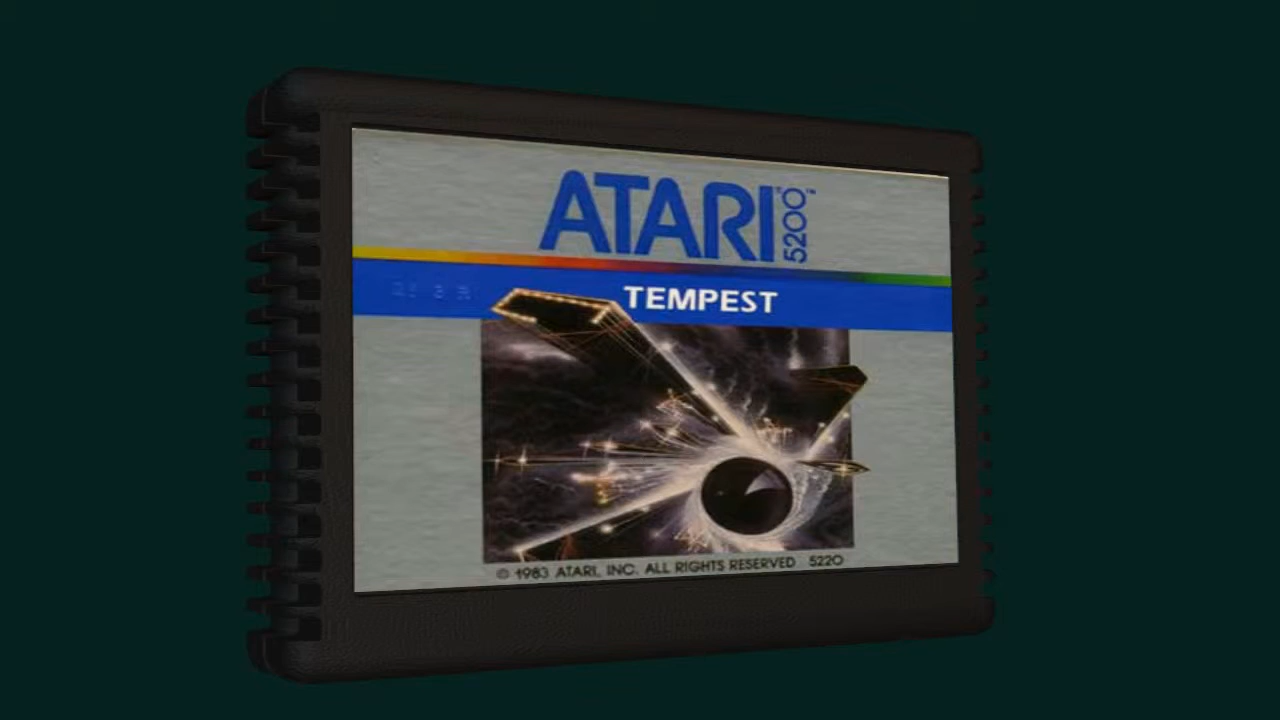 ATARI 5200™
TEMPEST
© 1983 ATARI, INC. ALL RIGHTS RESERVED 5220